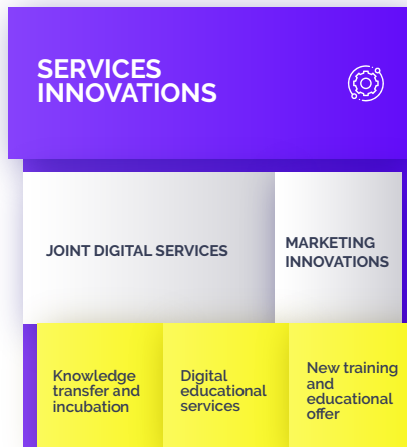 SERVICES
INNOVATIONS
JOINT DIGITAL SERVICES
MARKETING
INNOVATIONS
Knowledge
transfer and
incubation
Digital
educational
services
New training
and
educational
offer